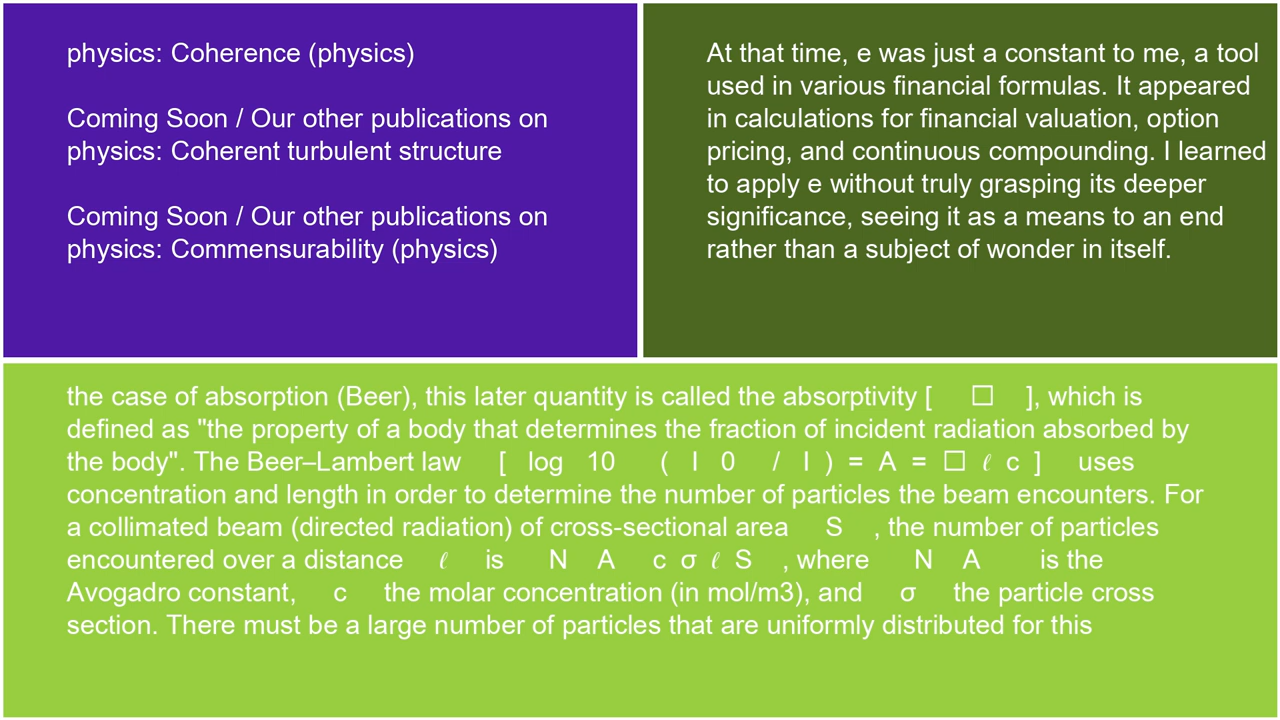 physics: Coherence (physics)
Coming Soon / Our other publications on
physics: Coherent turbulent structure
Coming Soon / Our other publications on
physics: Commensurability (physics)
At that time, e was just a constant to me, a tool
used in various financial formulas. It appeared
in calculations for financial valuation, option
pricing, and continuous compounding. I learned
to apply e without truly grasping its deeper
significance, seeing it as a means to an end
rather than a subject of wonder in itself.
the case of absorption (Beer), this later quantity is called the absorptivity [ □ ], which is
defined as "the property of a body that determines the fraction of incident radiation absorbed by
the body". The Beer–Lambert law [ log 10 ( I 0 / I ) = A = □ ℓ c ] uses
concentration and length in order to determine the number of particles the beam encounters. For
a collimated beam (directed radiation) of cross-sectional area S , the number of particles
encountered over a distance ℓ is N A c σ ℓ S , where N A is the
Avogadro constant, c the molar concentration (in mol/m3), and σ the particle cross
section. There must be a large number of particles that are uniformly distributed for this